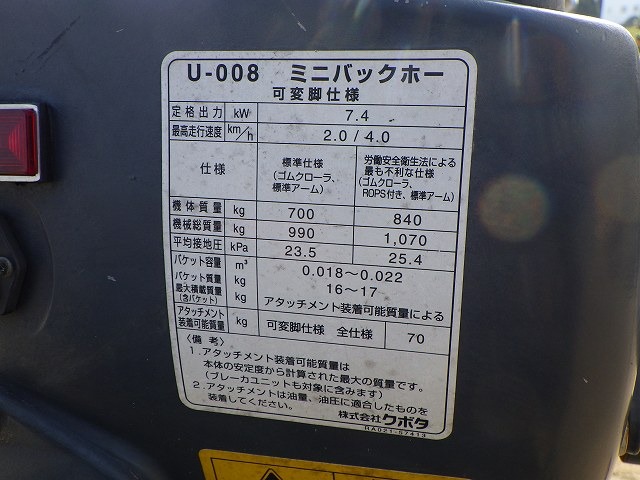 U-008 ミニバックホー
可変脚仕様
定格出力 kW 7.4
最高走行速度 km/h 2.0 / 4.0
仕様 標準仕様 (ゴムクローラ、標準アーム) 労働安全衛生法による最も不利な仕様 (ゴムクローラ、ROPS付き、標準アーム)
機体質量 kg 700 840
機械総質量 kg 990 1,070
平均接地圧 kPa 23.5 25.4
バケット容量 m³ 0.018～0.022
バケット質量 kg 16～17
最大積載質量 (含バケット) kg アタッチメント装着可能質量による
アタッチメント装着可能質量 kg 可変脚仕様 全仕様 70
〈備考〉
1. アタッチメント装着可能質量は
本体の安定度から計算された最大の質量です。
(ブレーカユニットも対象に含みます)
2. アタッチメントは油量、油圧に適合したものを
装着してください。
株式会社クボタ
RA021-57413